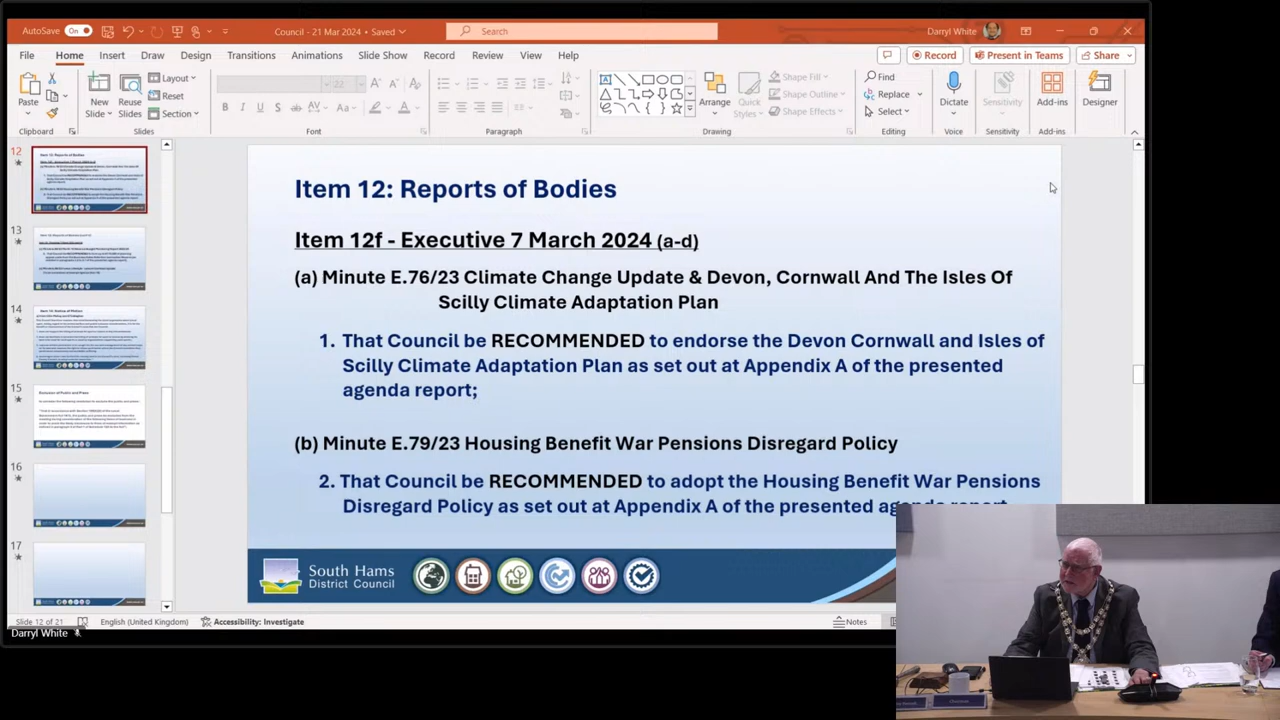 AutoSave On
Council - 21 Mar 2024 • Saved
Search
Darryl White
File Home Insert Draw Design Transitions Animations Slide Show Record Review View Help
Record Present in Teams Share
Paste
New Slide
Reuse Slides
Layout
Reset
Section
B I U S AV Aa A
Arrange
Quick Styles
Shape Fill
Shape Outline
Shape Effects
Find
Replace
Select
Dictate
Sensitivity
Add-ins
Designer
Clipboard Slides Font Paragraph Drawing Editing Voice Sensitivity Add-ins
12
13
14
15
16
17
Item 12: Reports of Bodies
Item 12f - Executive 7 March 2024 (a-d)
(a) Minute E.76/23 Climate Change Update & Devon, Cornwall And The Isles Of
Scilly Climate Adaptation Plan
1. That Council be RECOMMENDED to endorse the Devon Cornwall and Isles of
Scilly Climate Adaptation Plan as set out at Appendix A of the presented
agenda report;
(b) Minute E.79/23 Housing Benefit War Pensions Disregard Policy
2. That Council be RECOMMENDED to adopt the Housing Benefit War Pensions
Disregard Policy as set out at Appendix A of the presented agenda report
South Hams
District Council
Slide 12 of 21 English (United Kingdom) Accessibility: Investigate Notes
Darryl White